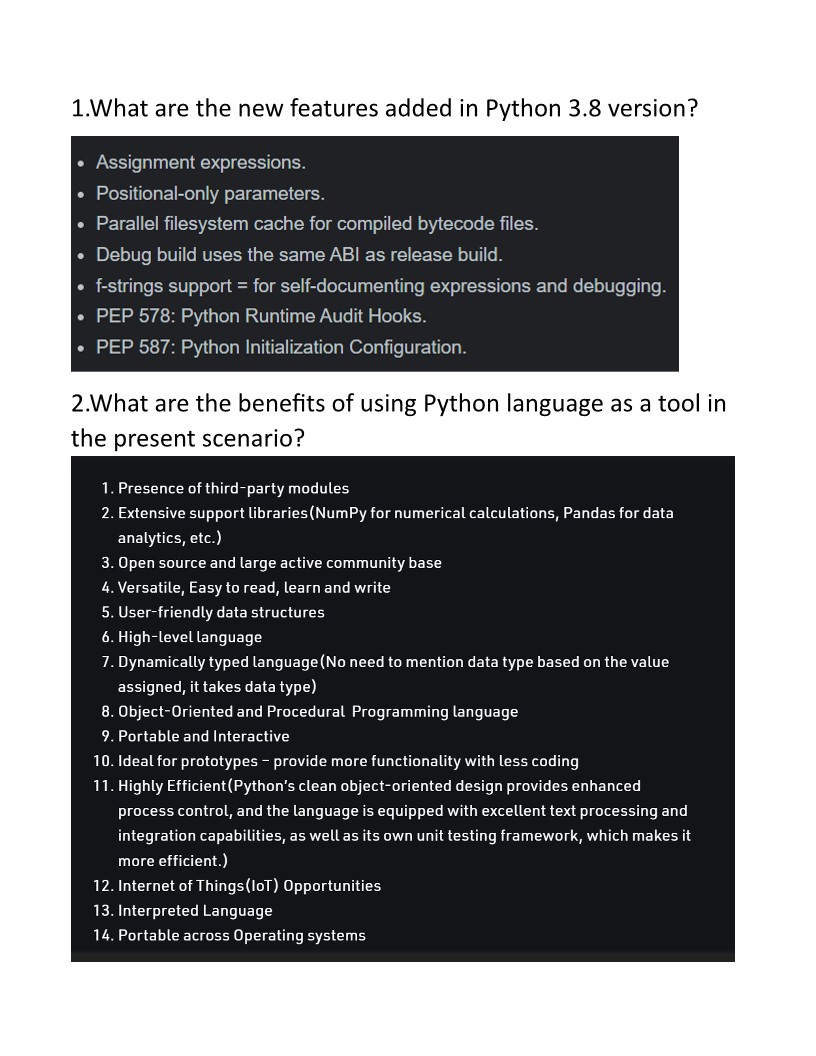 1.What are the new features added in Python 3.8 version?
• Assignment expressions.
• Positional-only parameters.
• Parallel filesystem cache for compiled bytecode files.
• Debug build uses the same ABI as release build.
• f-strings support = for self-documenting expressions and debugging.
• PEP 578: Python Runtime Audit Hooks.
• PEP 587: Python Initialization Configuration.
2.What are the benefits of using Python language as a tool in
the present scenario?
1. Presence of third-party modules
2. Extensive support libraries(NumPy for numerical calculations, Pandas for data
analytics, etc.)
3. Open source and large active community base
4. Versatile, Easy to read, learn and write
5. User-friendly data structures
6. High-level language
7. Dynamically typed language(No need to mention data type based on the value
assigned, it takes data type)
8. Object-Oriented and Procedural  Programming language
9. Portable and Interactive
10. Ideal for prototypes – provide more functionality with less coding
11. Highly Efficient(Python’s clean object-oriented design provides enhanced
process control, and the language is equipped with excellent text processing and
integration capabilities, as well as its own unit testing framework, which makes it
more efficient.)
12. Internet of Things(IoT) Opportunities
13. Interpreted Language
14. Portable across Operating systems